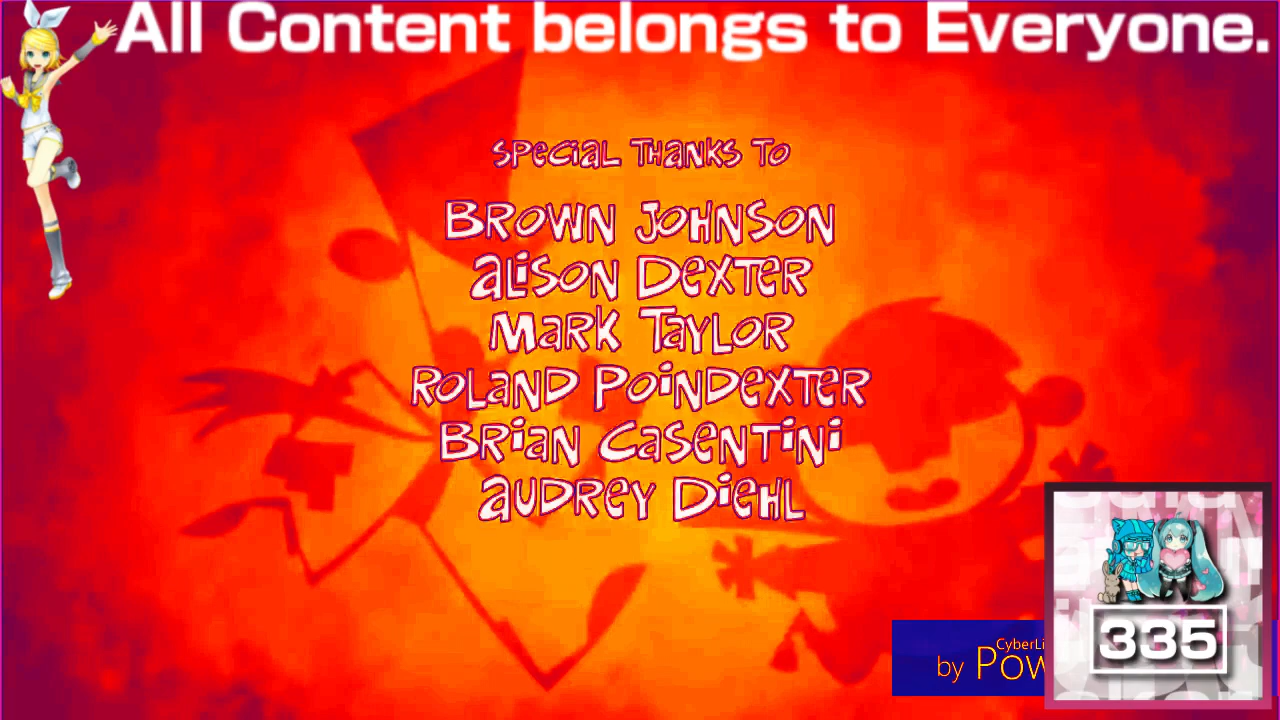 All Content belongs to Everyone.
SPECIAL THANKS TO
BROWN JOHNSON
ALISON DEXTER
MARK TAYLOR
ROLAND POINDEXTER
BRIAN CASENTINI
AUDREY DIEHL
by
335